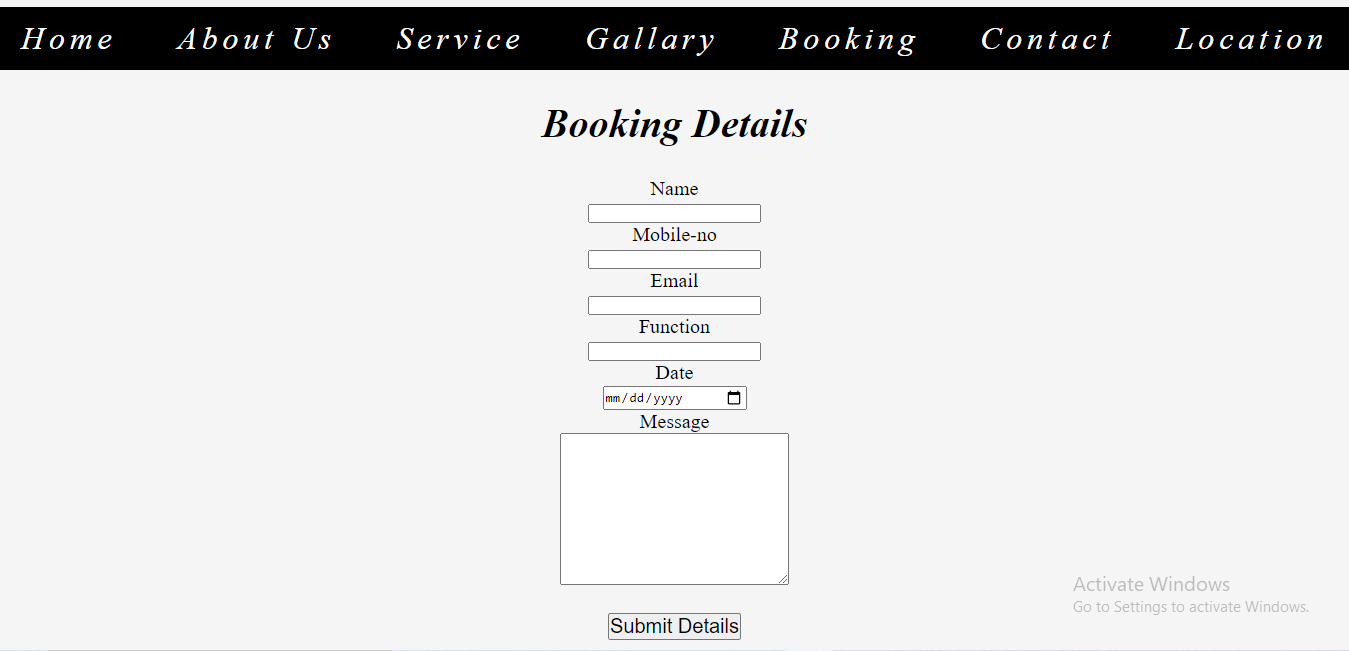 Home About Us Service Gallary Booking Contact Location
Booking Details
Name
Mobile-no
Email
Function
Date
mm/dd/yyyy
Message
Submit Details
Activate Windows
Go to Settings to activate Windows.